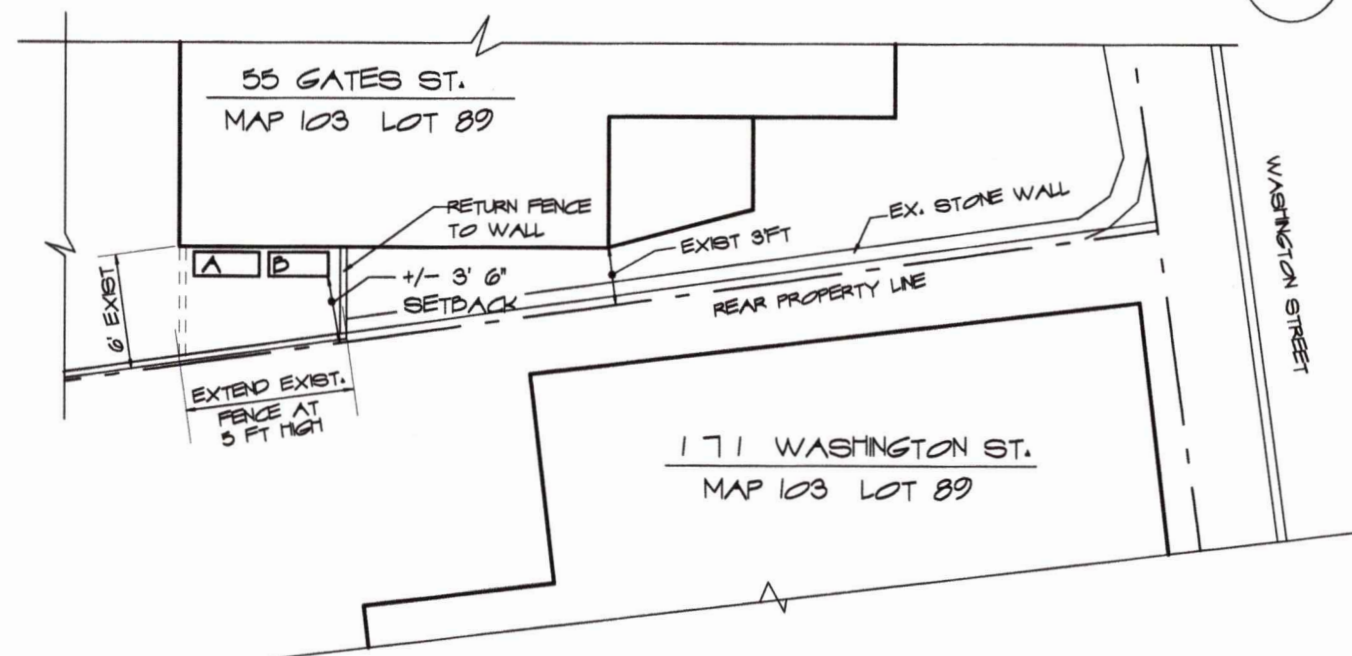 55 GATES ST.
MAP 103 LOT 89
RETURN FENCE
TO WALL
EX. STONE WALL
WASHINGTON STREET
EXIST 3FT
A
B
+/- 3' 6"
SETBACK
6' EXIST
REAR PROPERTY LINE
EXTEND EXIST.
FENCE AT
5 FT HIGH
171 WASHINGTON ST.
MAP 103 LOT 89